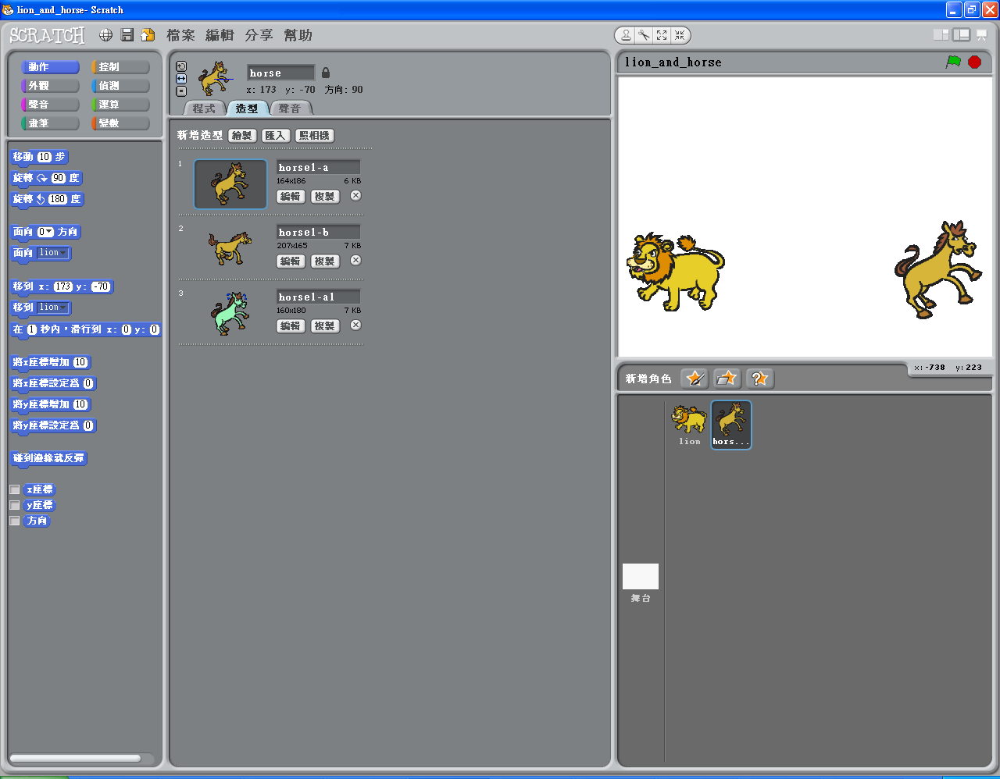 lion_and_horse- Scratch
SCRATCH 檔案 編輯 分享 幫助
動作 控制
外觀 偵測
聲音 運算
畫筆 變數
移動 10 步
旋轉 90 度
旋轉 180 度
面向 0 方向
面向 lion
移到 x: 173 y: -70
移到 lion
在 1 秒內，滑行到 x: 0 y: 0
將x座標增加 10
將x座標設定為 0
將y座標增加 10
將y座標設定為 0
碰到邊緣就反彈
x座標
y座標
方向
horse
x: 173 y: -70 方向: 90
程式 造型 聲音
新增造型 繪製 匯入 照相機
1 horse1-a
164x186 6 KB
編輯 複製
2 horse1-b
207x165 7 KB
編輯 複製
3 horse1-a1
160x180 7 KB
編輯 複製
lion_and_horse
x:-738 y:223
新增角色
lion hors...
舞台